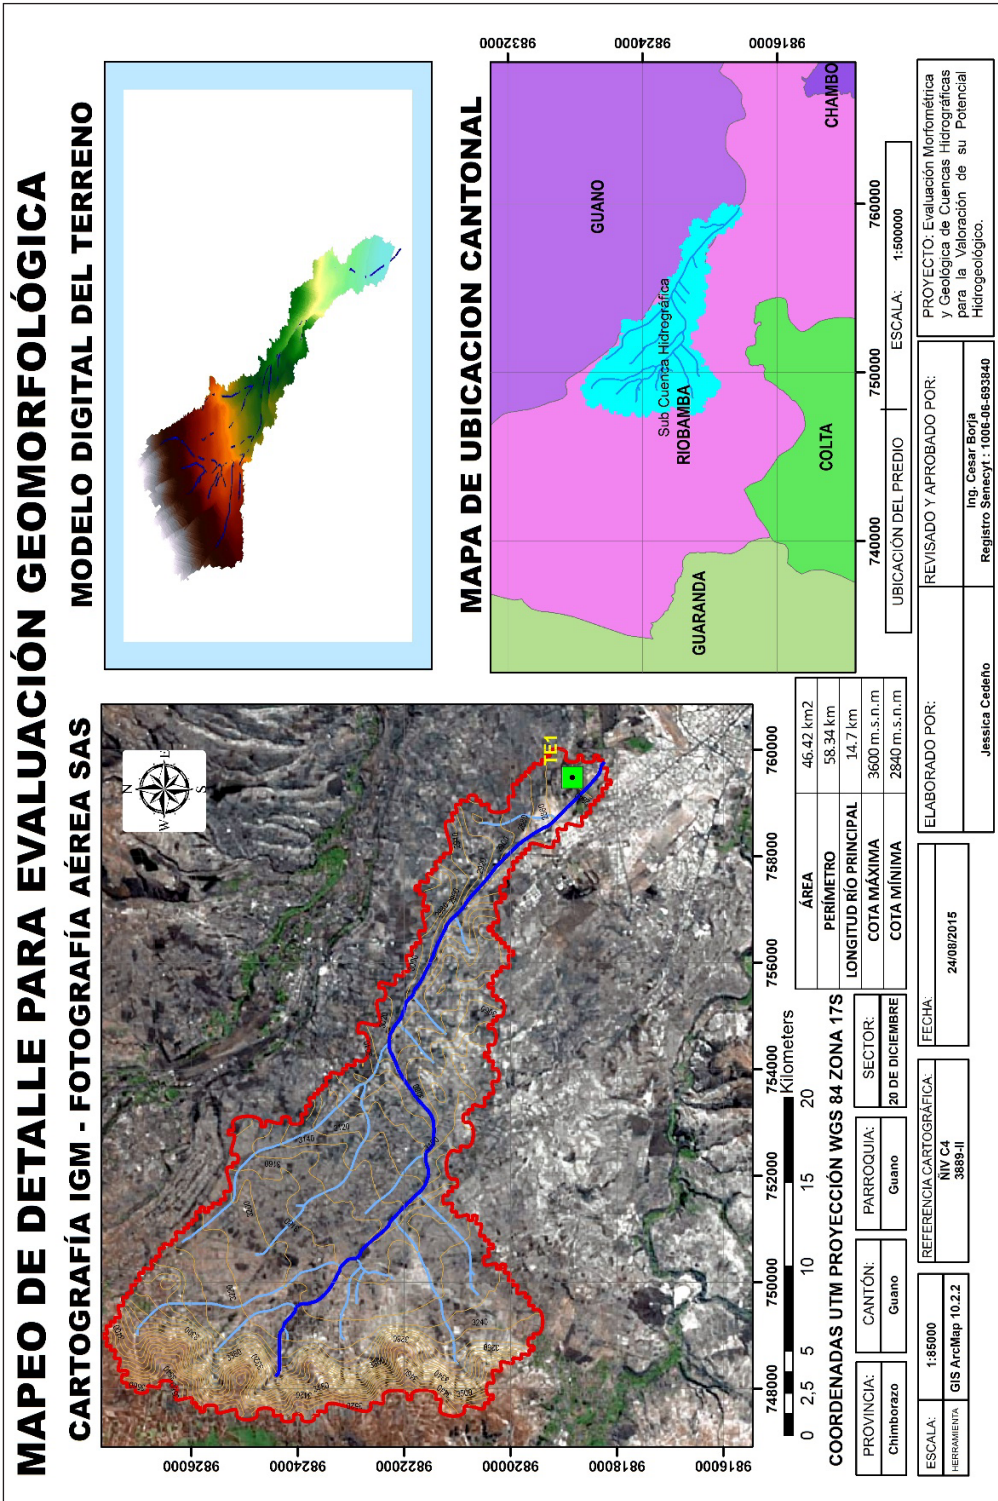 MAPEO DE DETALLE PARA EVALUACIÓN GEOMORFOLÓGICA
CARTOGRAFÍA IGM - FOTOGRAFÍA AÉREA SAS
MODELO DIGITAL DEL TERRENO
N
W
E
S
TE1
9826000
9824000
9822000
9820000
9818000
9816000
748000
750000
752000
754000
756000
758000
760000
3140
3120
3240
MAPA DE UBICACION CANTONAL
9832000
9824000
9816000
GUANO
CHAMBO
Sub Cuenca Hidrográfica
RIOBAMBA
COLTA
GUARANDA
740000
750000
760000
UBICACIÓN DEL PREDIO
ESCALA:
1:500000
0 2,5 5 10 15 20
Kilometers
COORDENADAS UTM PROYECCIÓN WGS 84 ZONA 17S
ÁREA 46.42 km2
PERÍMETRO 58.34 km
LONGITUD RÍO PRINCIPAL 14.7 km
COTA MÁXIMA 3600 m.s.n.m
COTA MÍNIMA 2840 m.s.n.m
PROVINCIA:
Chimborazo
CANTÓN:
Guano
PARROQUIA:
Guano
SECTOR:
20 DE DICIEMBRE
ESCALA: 1:85000
HERRAMIENTA GIS ArcMap 10.2.2
REFERENCIA CARTOGRÁFICA:
ÑIV C4
3889-II
FECHA:
24/08/2015
ELABORADO POR:
Jessica Cedeño
REVISADO Y APROBADO POR:
Ing. Cesar Borja
Registro Senecyt : 1006-06-693840
PROYECTO: Evaluación Morfométrica
y Geológica de Cuencas Hidrográficas
para la Valoración de su Potencial
Hidrogeológico.